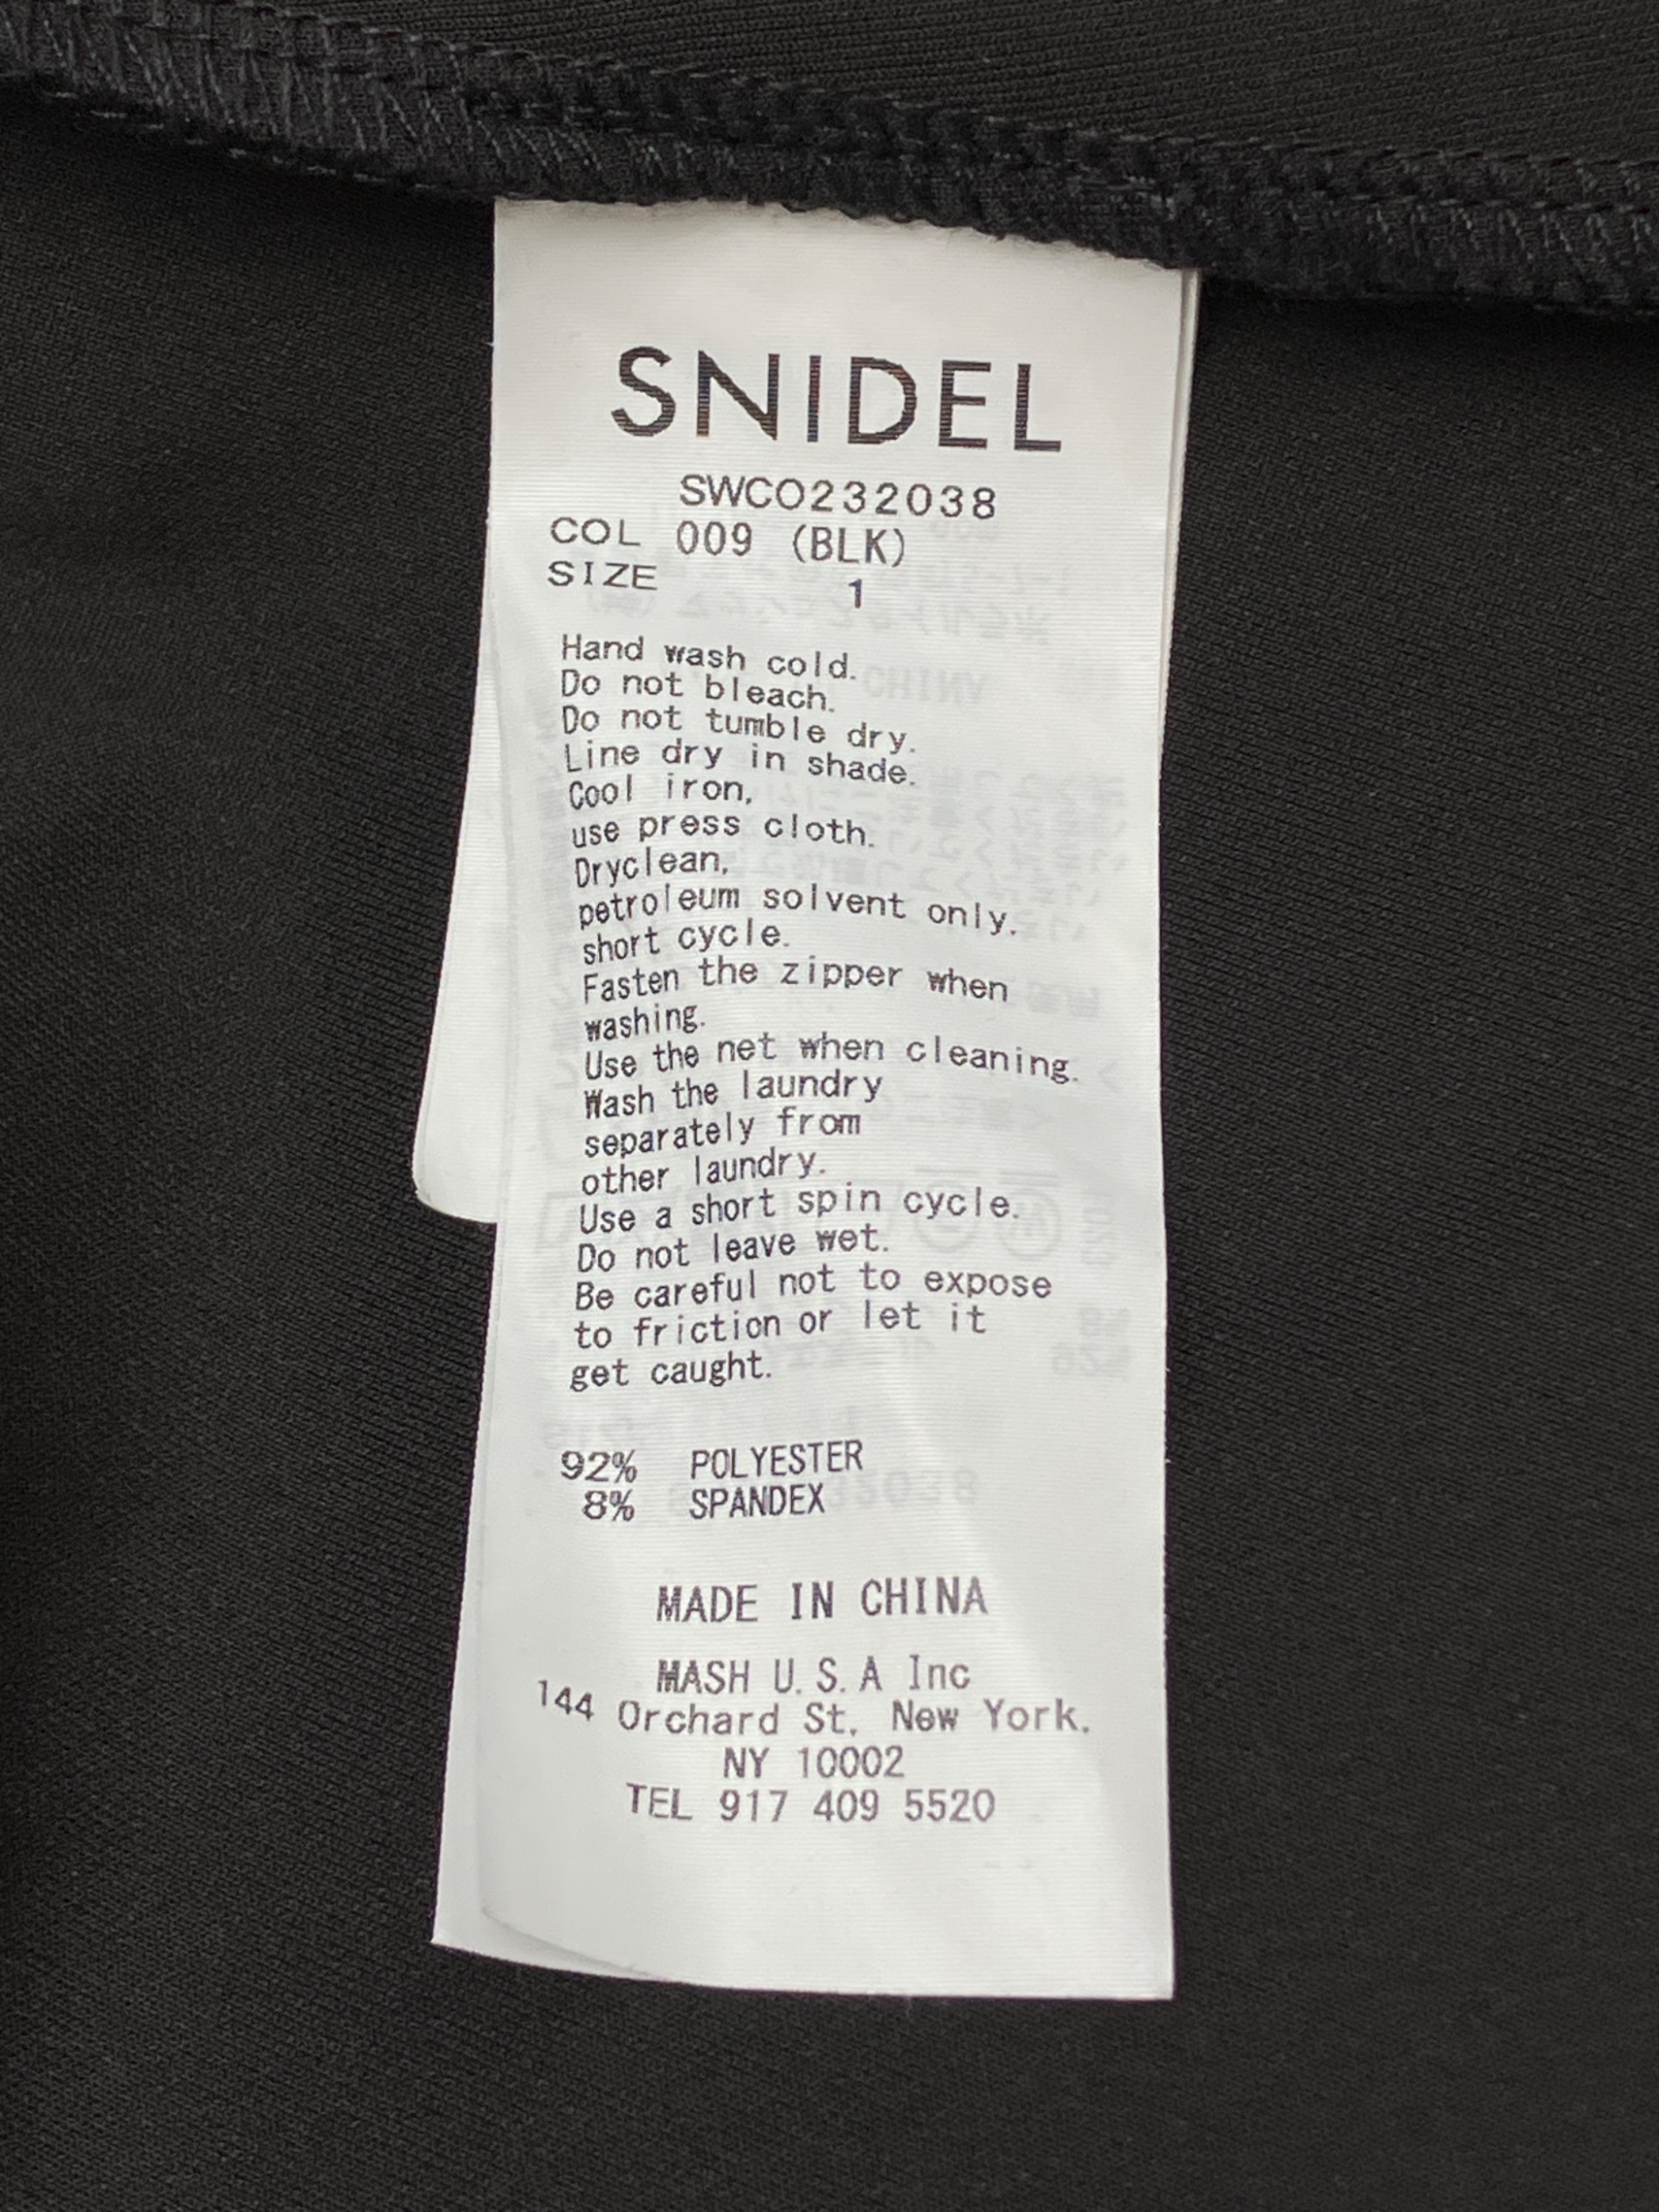 SNIDEL
SWCO232038
COL 009 (BLK)
SIZE 1
Hand wash cold.
Do not bleach.
Do not tumble dry.
Line dry in shade.
Cool iron,
use press cloth.
Dryclean,
petroleum solvent only.
short cycle.
Fasten the zipper when
washing.
Use the net when cleaning.
Wash the laundry
separately from
other laundry.
Use a short spin cycle.
Do not leave wet.
Be careful not to expose
to friction or let it
get caught.
92% POLYESTER
8% SPANDEX
MADE IN CHINA
MASH U.S.A Inc
144 Orchard St, New York.
NY 10002
TEL 917 409 5520